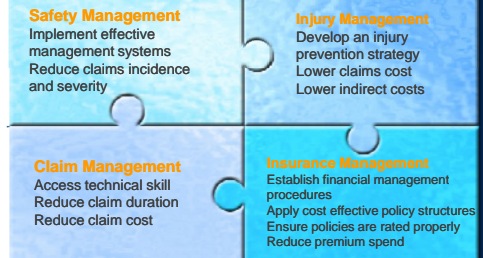 Safety Management
Implement effective
management systems
Reduce claims incidence
and severity
Injury Management
Develop an injury
prevention strategy
Lower claims cost
Lower indirect costs
Claim Management
Access technical skill
Reduce claim duration
Reduce claim cost
Insurance Management
Establish financial management
procedures
Apply cost effective policy structures
Ensure policies are rated properly
Reduce premium spend